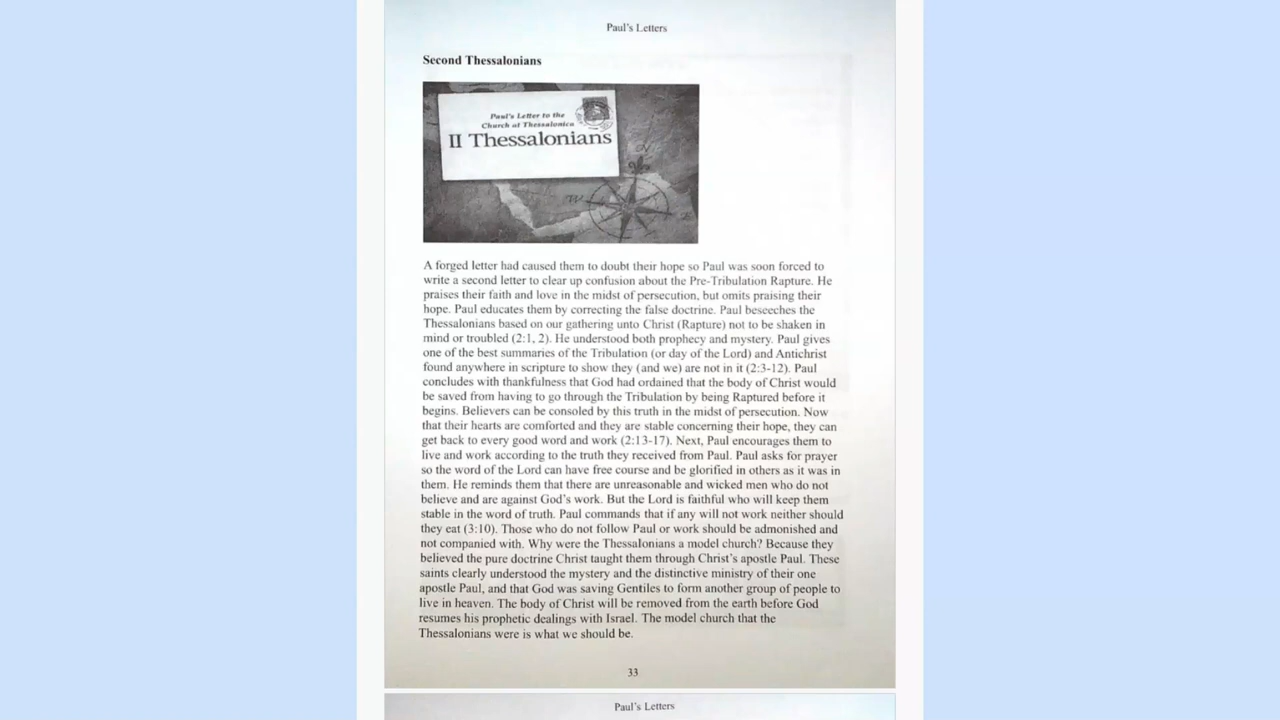 Paul's Letters
Second Thessalonians
Paul's Letter to the
Church at Thessalonica
II Thessalonians
N
W
A forged letter had caused them to doubt their hope so Paul was soon forced to
write a second letter to clear up confusion about the Pre-Tribulation Rapture. He
praises their faith and love in the midst of persecution, but omits praising their
hope. Paul educates them by correcting the false doctrine. Paul beseeches the
Thessalonians based on our gathering unto Christ (Rapture) not to be shaken in
mind or troubled (2:1, 2). He understood both prophecy and mystery. Paul gives
one of the best summaries of the Tribulation (or day of the Lord) and Antichrist
found anywhere in scripture to show they (and we) are not in it (2:3-12). Paul
concludes with thankfulness that God had ordained that the body of Christ would
be saved from having to go through the Tribulation by being Raptured before it
begins. Believers can be consoled by this truth in the midst of persecution. Now
that their hearts are comforted and they are stable concerning their hope, they can
get back to every good word and work (2:13-17). Next, Paul encourages them to
live and work according to the truth they received from Paul. Paul asks for prayer
so the word of the Lord can have free course and be glorified in others as it was in
them. He reminds them that there are unreasonable and wicked men who do not
believe and are against God's work. But the Lord is faithful who will keep them
stable in the word of truth. Paul commands that if any will not work neither should
they eat (3:10). Those who do not follow Paul or work should be admonished and
not companied with. Why were the Thessalonians a model church? Because they
believed the pure doctrine Christ taught them through Christ's apostle Paul. These
saints clearly understood the mystery and the distinctive ministry of their one
apostle Paul, and that God was saving Gentiles to form another group of people to
live in heaven. The body of Christ will be removed from the earth before God
resumes his prophetic dealings with Israel. The model church that the
Thessalonians were is what we should be.
33
Paul's Letters